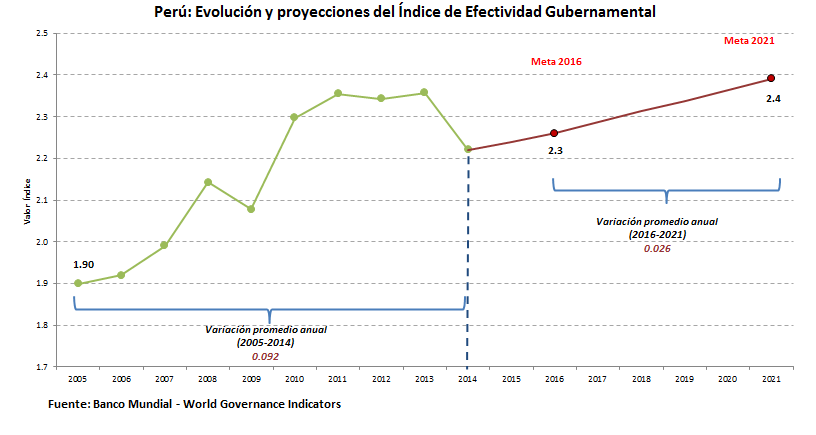 Perú: Evolución y proyecciones del Índice de Efectividad Gubernamental
2.5
2.4
2.3
2.2
2.1
2.0
1.9
1.8
1.7
Valor Índice
Meta 2016
Meta 2021
1.90
2.3
2.4
Variación promedio anual
(2016-2021)
0.026
Variación promedio anual
(2005-2014)
0.092
2005 2006 2007 2008 2009 2010 2011 2012 2013 2014 2015 2016 2017 2018 2019 2020 2021
Fuente: Banco Mundial - World Governance Indicators